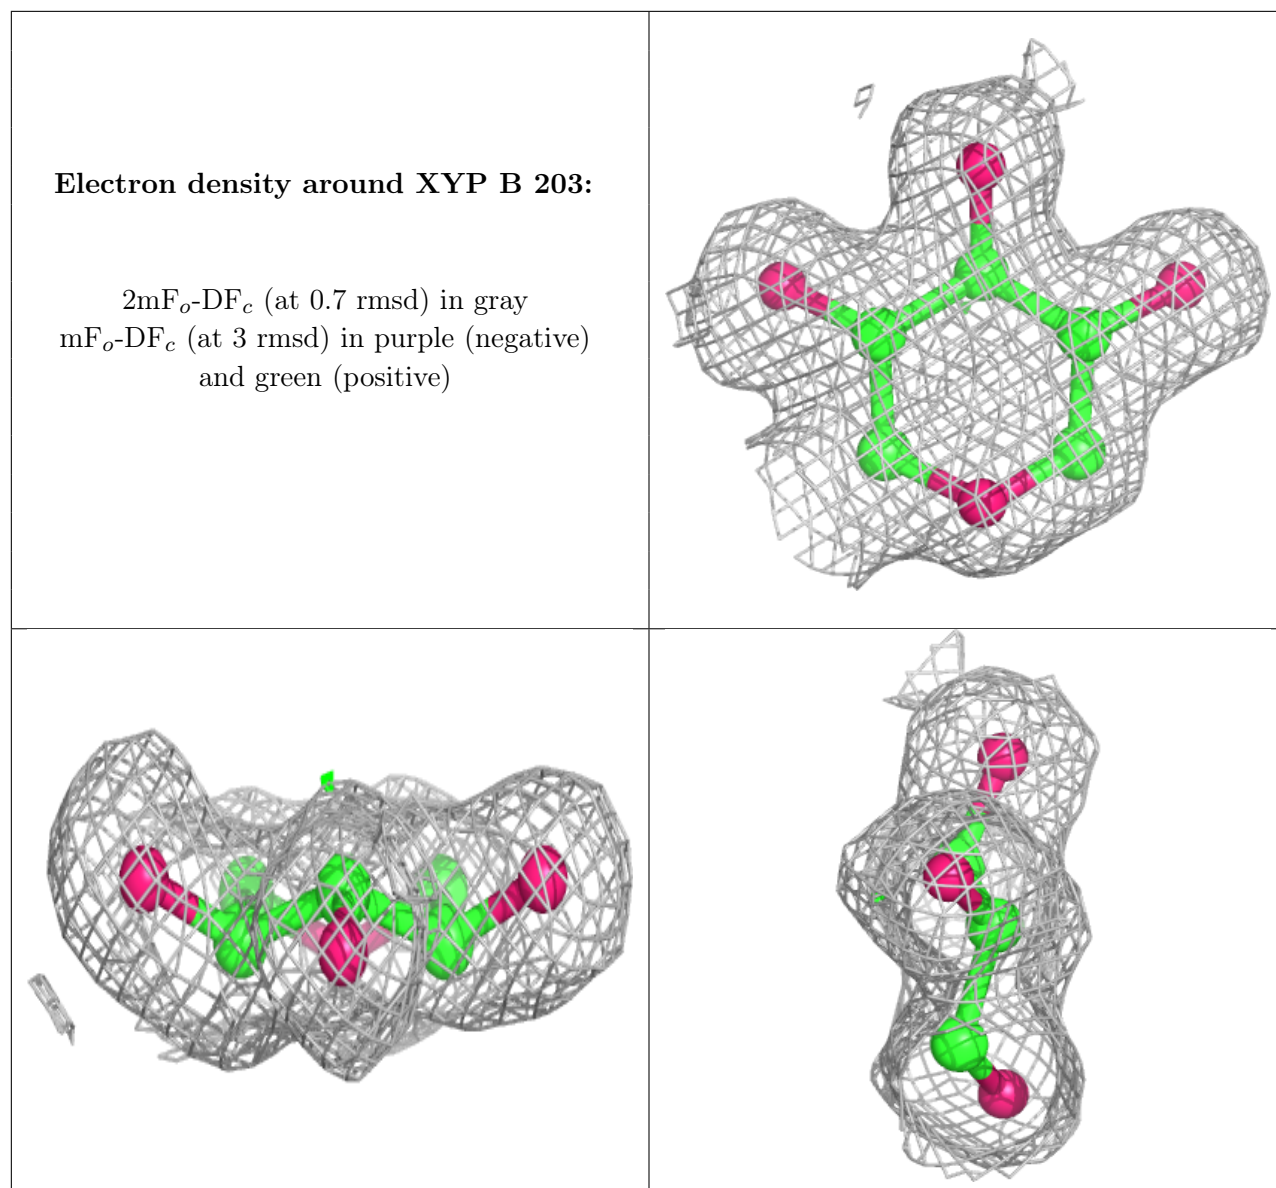 Electron density around XYP B 203:
2mFo-DFc (at 0.7 rmsd) in gray
mFo-DFc (at 3 rmsd) in purple (negative)
and green (positive)